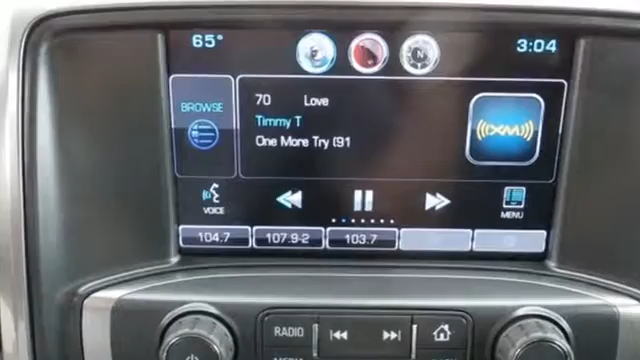 65° N 3:04
BROWSE
70 Love
Timmy T
One More Try (91
((XM))
VOICE
MENU
104.7 107.9-2 103.7
RADIO